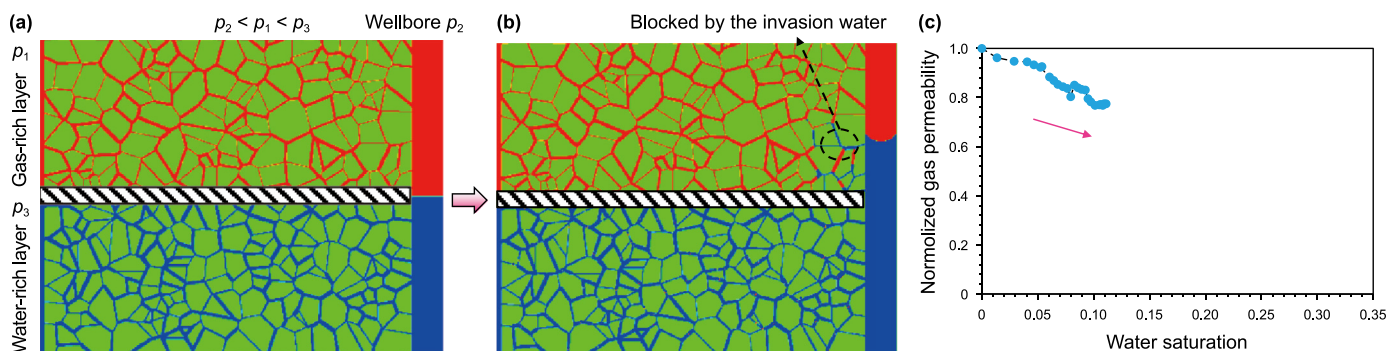 (a)
p2 < p1 < p3
Wellbore p2
p1
Gas-rich layer
p3
Water-rich layer
(b)
Blocked by the invasion water
(c)
Normolized gas permeability
1.0
0.8
0.6
0.4
0.2
0
0
0.05
0.10
0.15
0.20
0.25
0.30
0.35
Water saturation